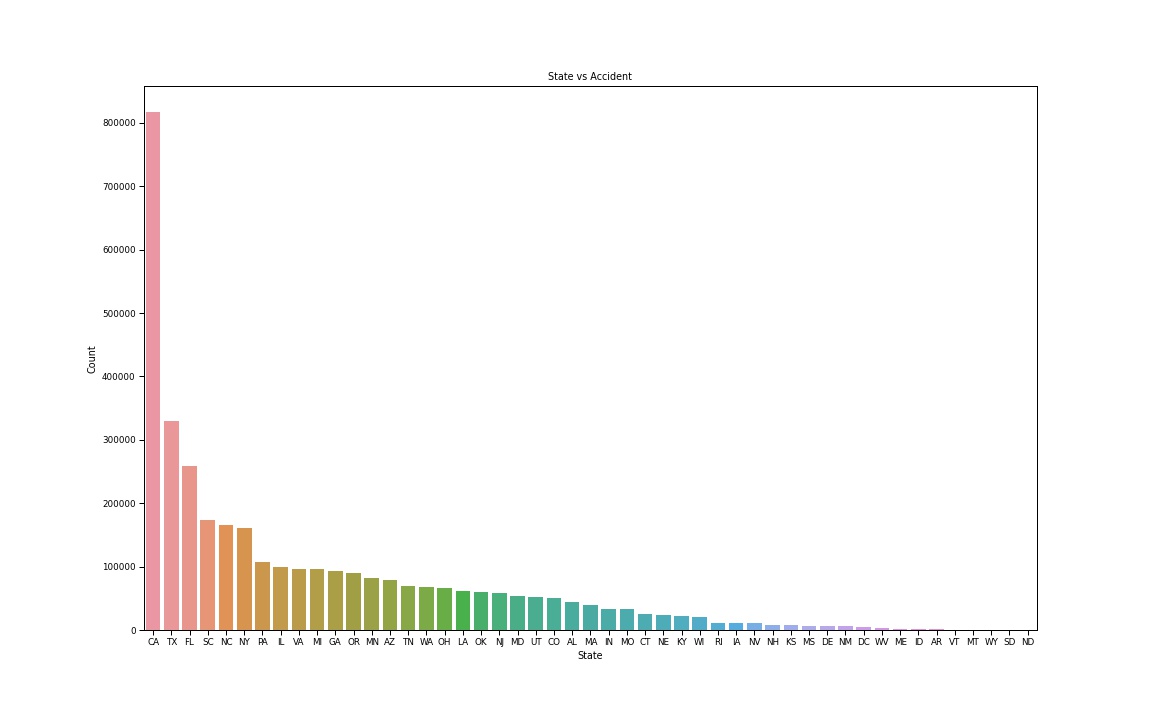 State vs Accident
Count
800000
700000
600000
500000
400000
300000
200000
100000
0
CA TX FL SC NC NY PA IL VA MI GA OR MN AZ TN WA OH LA OK NJ MD UT CO AL MA IN MO CT NE KY WI RI IA NV NH KS MS DE NM DC WV ME ID AR VT MT WY SD ND
State